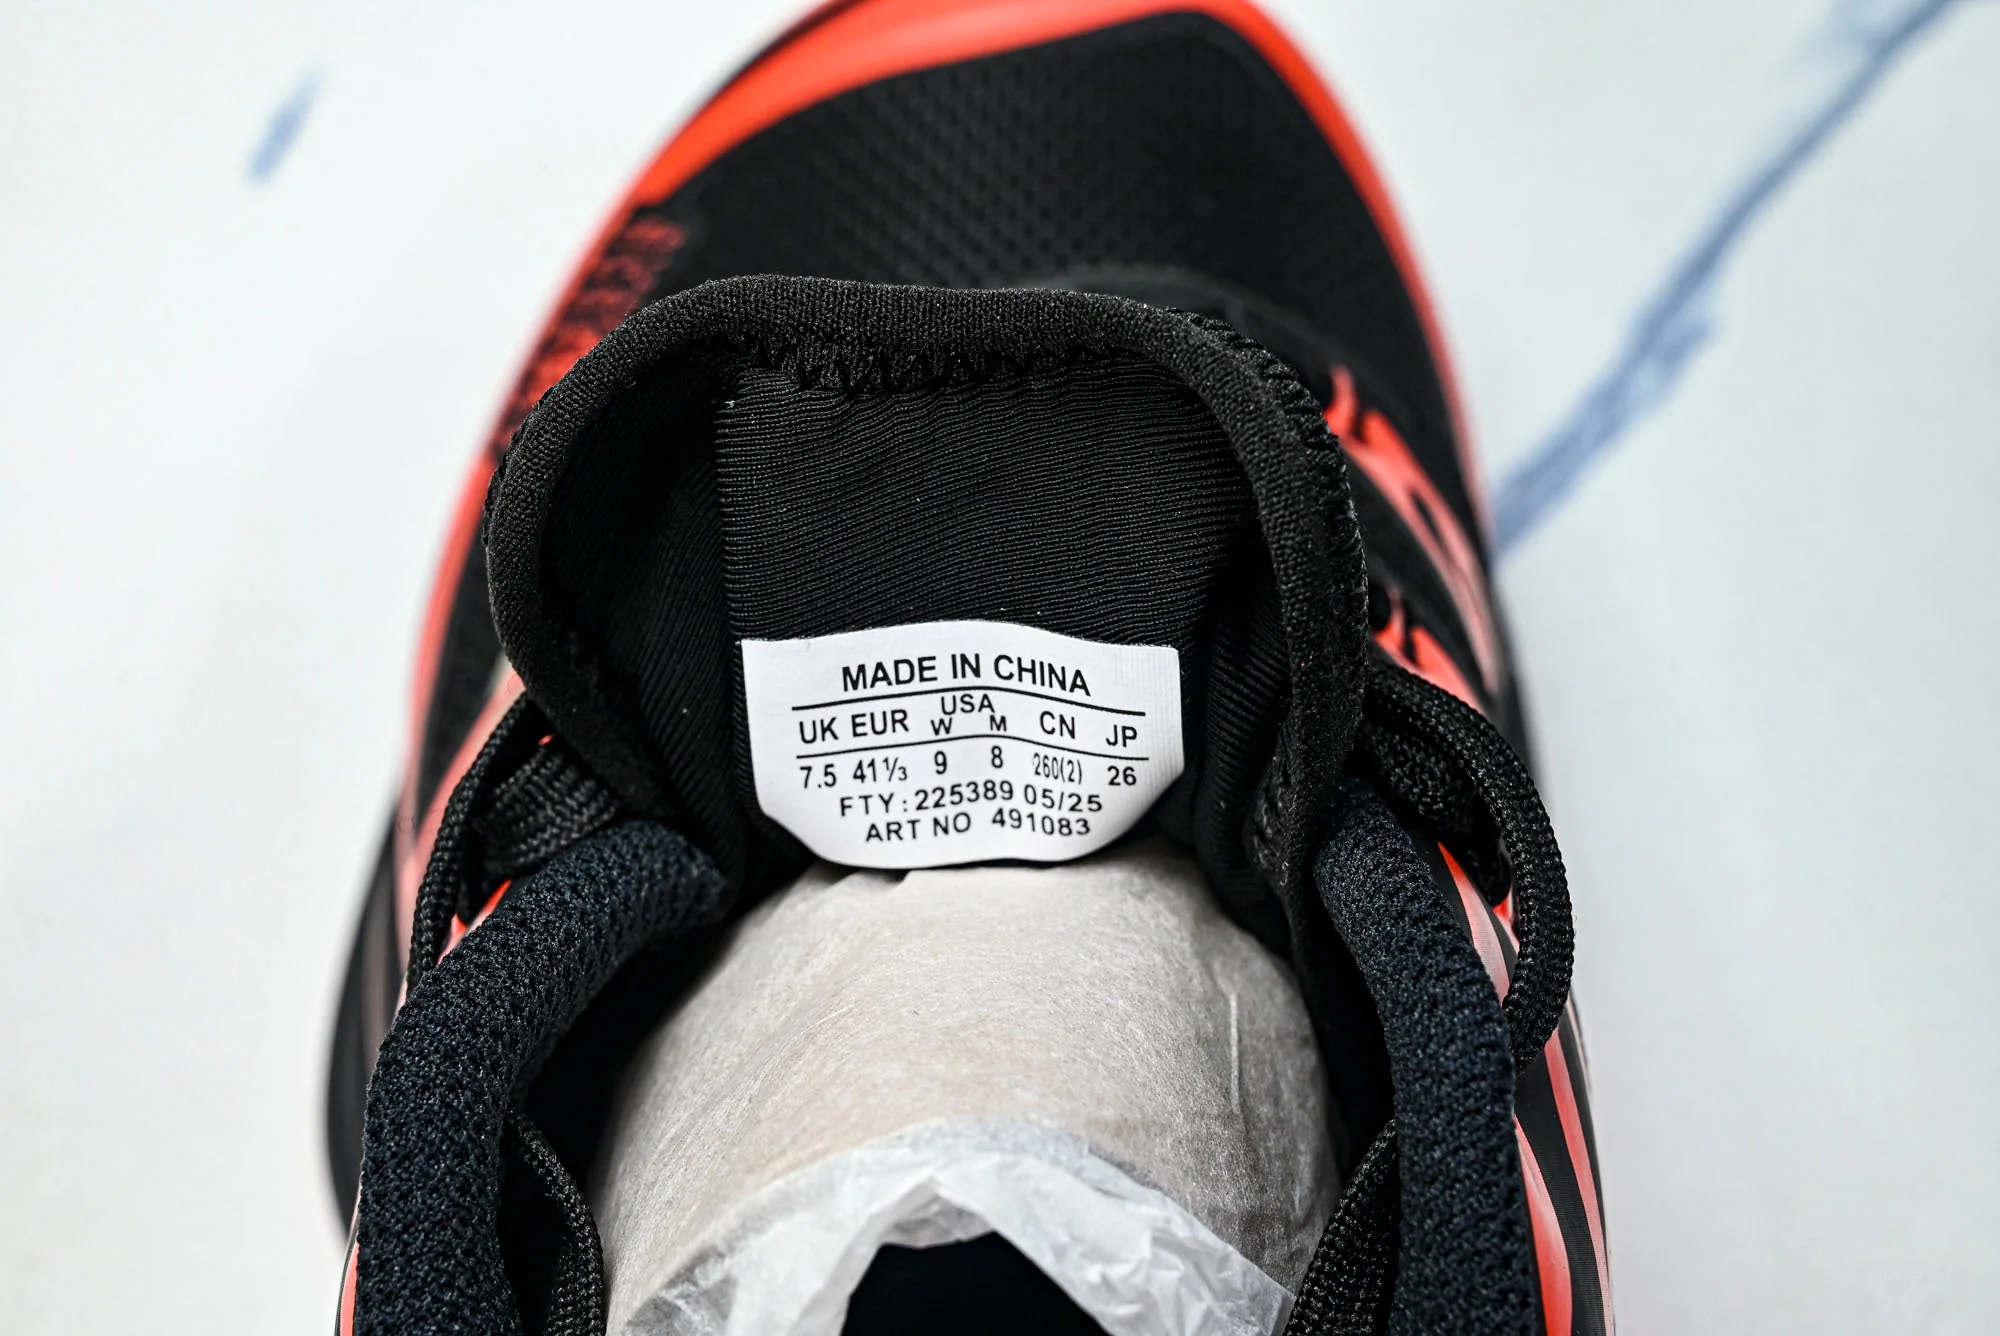 MADE IN CHINA
USA
UK EUR W M CN JP
7.5 41⅓ 9 8 260(2) 26
FTY: 225389 05/25
ART NO 491083